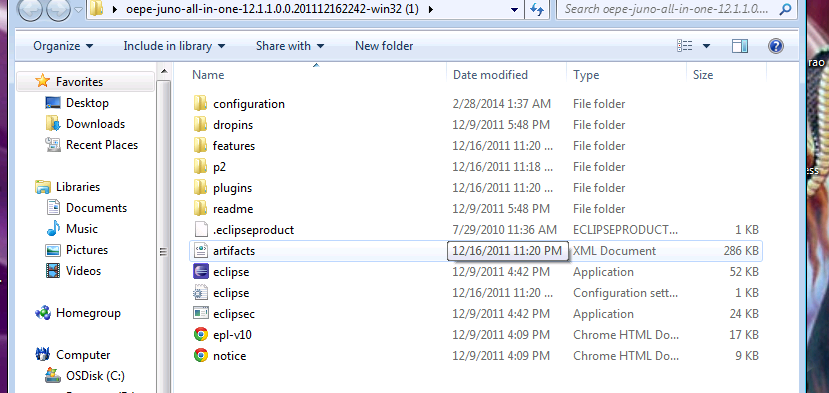 oepe-juno-all-in-one-12.1.1.0.0.201112162242-win32 (1)
Search oepe-juno-all-in-one-12.1.1.0....
Organize
Include in library
Share with
New folder
Name
Date modified
Type
Size
Favorites
Desktop
Downloads
Recent Places
Libraries
Documents
Music
Pictures
Videos
Homegroup
Computer
OSDisk (C:)
configuration 2/28/2014 1:37 AM File folder
dropins 12/9/2011 5:48 PM File folder
features 12/16/2011 11:20 ... File folder
p2 12/16/2011 11:18 ... File folder
plugins 12/16/2011 11:20 ... File folder
readme 12/9/2011 5:48 PM File folder
.eclipseproduct 7/29/2010 11:36 AM ECLIPSEPRODUCT... 1 KB
artifacts 12/16/2011 11:20 PM XML Document 286 KB
eclipse 12/9/2011 4:42 PM Application 52 KB
eclipse 12/16/2011 11:20 ... Configuration sett... 1 KB
eclipsec 12/9/2011 4:42 PM Application 24 KB
epl-v10 12/9/2011 4:09 PM Chrome HTML Do... 17 KB
notice 12/9/2011 4:09 PM Chrome HTML Do... 9 KB
rao
ess